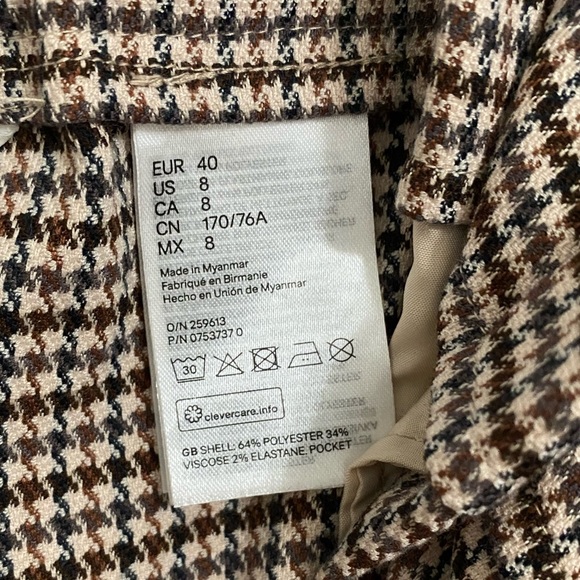 EUR 40
US 8
CA 8
CN 170/76A
MX 8
Made in Myanmar
Fabriqué en Birmanie
Hecho en Unión de Myanmar
O/N 259613
P/N 0753737 0
30
clevercare.info
GB SHELL: 64% POLYESTER 34%
VISCOSE 2% ELASTANE. POCKET